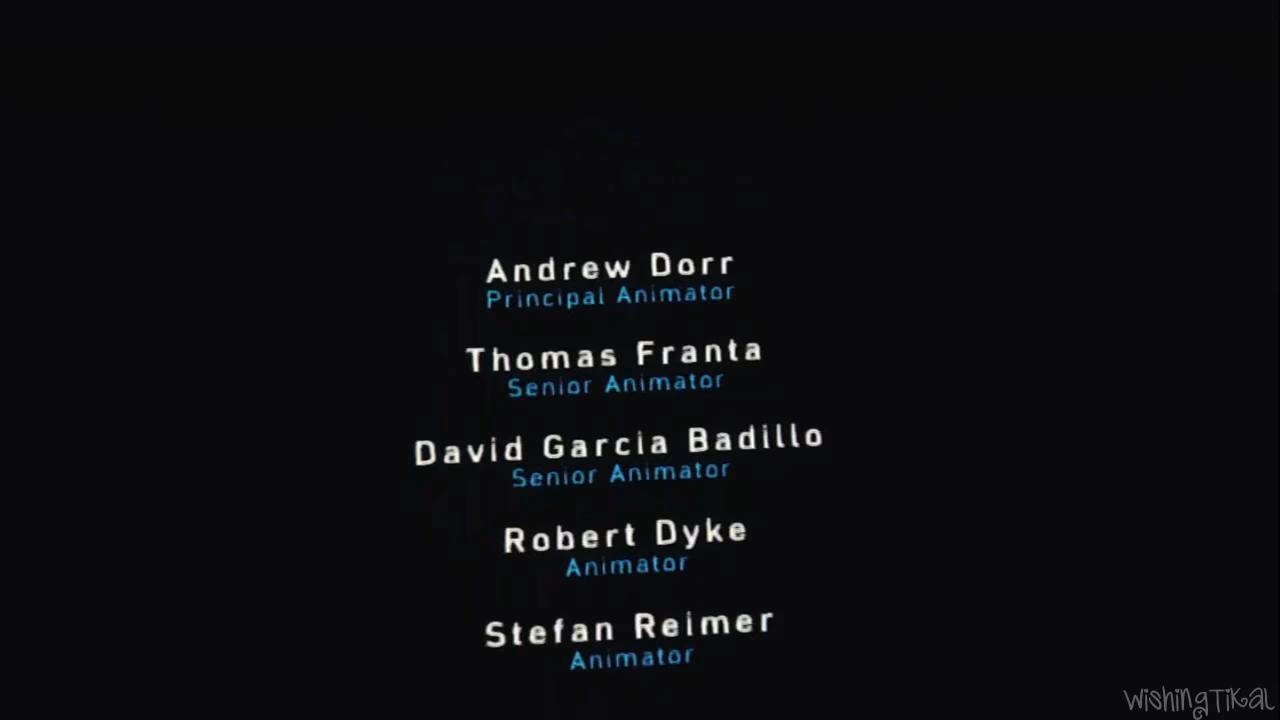 Andrew Dorr
Principal Animator
Thomas Franta
Senior Animator
David Garcia Badillo
Senior Animator
Robert Dyke
Animator
Stefan Reimer
Animator
WishingTikal